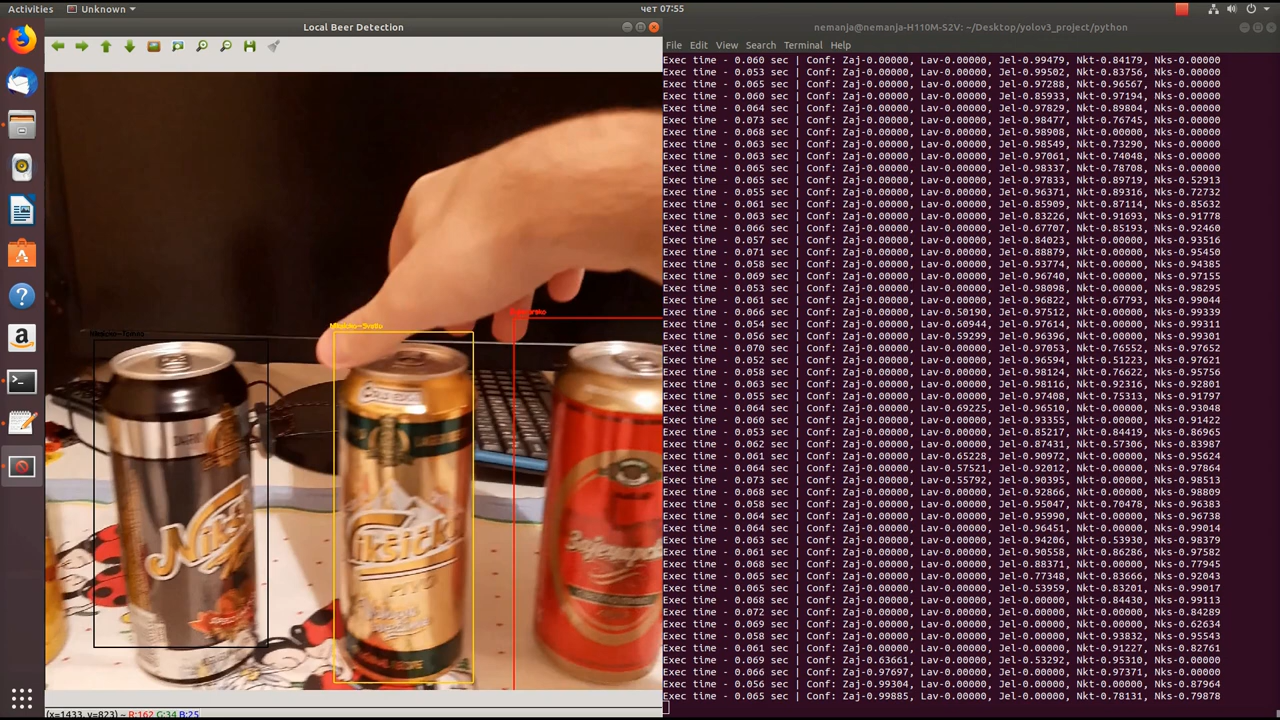 Activities
Unknown
чет 07:55
Local Beer Detection
nemanja@nemanja-H110M-S2V: ~/Desktop/yolov3_project/python
File Edit View Search Terminal Help
Exec time - 0.060 sec | Conf: Zaj-0.00000, Lav-0.00000, Jel-0.99479, Nkt-0.84179, Nks-0.00000
Exec time - 0.053 sec | Conf: Zaj-0.00000, Lav-0.00000, Jel-0.99502, Nkt-0.83756, Nks-0.00000
Exec time - 0.065 sec | Conf: Zaj-0.00000, Lav-0.00000, Jel-0.97288, Nkt-0.96567, Nks-0.00000
Exec time - 0.060 sec | Conf: Zaj-0.00000, Lav-0.00000, Jel-0.85933, Nkt-0.97194, Nks-0.00000
Exec time - 0.064 sec | Conf: Zaj-0.00000, Lav-0.00000, Jel-0.97829, Nkt-0.89804, Nks-0.00000
Exec time - 0.073 sec | Conf: Zaj-0.00000, Lav-0.00000, Jel-0.98477, Nkt-0.76745, Nks-0.00000
Exec time - 0.068 sec | Conf: Zaj-0.00000, Lav-0.00000, Jel-0.98908, Nkt-0.00000, Nks-0.00000
Exec time - 0.063 sec | Conf: Zaj-0.00000, Lav-0.00000, Jel-0.98549, Nkt-0.73290, Nks-0.00000
Exec time - 0.063 sec | Conf: Zaj-0.00000, Lav-0.00000, Jel-0.97061, Nkt-0.74048, Nks-0.00000
Exec time - 0.065 sec | Conf: Zaj-0.00000, Lav-0.00000, Jel-0.98337, Nkt-0.78708, Nks-0.00000
Exec time - 0.065 sec | Conf: Zaj-0.00000, Lav-0.00000, Jel-0.97833, Nkt-0.89719, Nks-0.52913
Exec time - 0.055 sec | Conf: Zaj-0.00000, Lav-0.00000, Jel-0.96371, Nkt-0.89316, Nks-0.72732
Exec time - 0.061 sec | Conf: Zaj-0.00000, Lav-0.00000, Jel-0.85909, Nkt-0.87114, Nks-0.85632
Exec time - 0.063 sec | Conf: Zaj-0.00000, Lav-0.00000, Jel-0.83226, Nkt-0.91693, Nks-0.91778
Exec time - 0.066 sec | Conf: Zaj-0.00000, Lav-0.00000, Jel-0.67707, Nkt-0.85193, Nks-0.92460
Exec time - 0.057 sec | Conf: Zaj-0.00000, Lav-0.00000, Jel-0.84023, Nkt-0.00000, Nks-0.93516
Exec time - 0.071 sec | Conf: Zaj-0.00000, Lav-0.00000, Jel-0.88879, Nkt-0.00000, Nks-0.95450
Exec time - 0.058 sec | Conf: Zaj-0.00000, Lav-0.00000, Jel-0.93774, Nkt-0.00000, Nks-0.94385
Exec time - 0.069 sec | Conf: Zaj-0.00000, Lav-0.00000, Jel-0.96740, Nkt-0.00000, Nks-0.97155
Exec time - 0.053 sec | Conf: Zaj-0.00000, Lav-0.00000, Jel-0.96898, Nkt-0.00000, Nks-0.98295
Exec time - 0.061 sec | Conf: Zaj-0.00000, Lav-0.00000, Jel-0.98822, Nkt-0.67793, Nks-0.99044
Exec time - 0.066 sec | Conf: Zaj-0.00000, Lav-0.50190, Jel-0.97512, Nkt-0.00000, Nks-0.99339
Exec time - 0.054 sec | Conf: Zaj-0.00000, Lav-0.60944, Jel-0.97614, Nkt-0.00000, Nks-0.99311
Exec time - 0.056 sec | Conf: Zaj-0.00000, Lav-0.59299, Jel-0.96395, Nkt-0.00000, Nks-0.99301
Exec time - 0.070 sec | Conf: Zaj-0.00000, Lav-0.00000, Jel-0.97053, Nkt-0.76552, Nks-0.97652
Exec time - 0.052 sec | Conf: Zaj-0.00000, Lav-0.00000, Jel-0.96594, Nkt-0.51223, Nks-0.97621
Exec time - 0.058 sec | Conf: Zaj-0.00000, Lav-0.00000, Jel-0.98124, Nkt-0.76622, Nks-0.95756
Exec time - 0.063 sec | Conf: Zaj-0.00000, Lav-0.00000, Jel-0.98116, Nkt-0.92316, Nks-0.92801
Exec time - 0.055 sec | Conf: Zaj-0.00000, Lav-0.00000, Jel-0.97408, Nkt-0.75313, Nks-0.91797
Exec time - 0.064 sec | Conf: Zaj-0.00000, Lav-0.69225, Jel-0.96510, Nkt-0.00000, Nks-0.93048
Exec time - 0.060 sec | Conf: Zaj-0.00000, Lav-0.00000, Jel-0.93355, Nkt-0.00000, Nks-0.91422
Exec time - 0.053 sec | Conf: Zaj-0.00000, Lav-0.00000, Jel-0.85217, Nkt-0.84419, Nks-0.86965
Exec time - 0.062 sec | Conf: Zaj-0.00000, Lav-0.00000, Jel-0.87431, Nkt-0.57306, Nks-0.83987
Exec time - 0.061 sec | Conf: Zaj-0.00000, Lav-0.65228, Jel-0.90972, Nkt-0.00000, Nks-0.95624
Exec time - 0.064 sec | Conf: Zaj-0.00000, Lav-0.57521, Jel-0.92012, Nkt-0.00000, Nks-0.97864
Exec time - 0.073 sec | Conf: Zaj-0.00000, Lav-0.55792, Jel-0.90395, Nkt-0.00000, Nks-0.98513
Exec time - 0.068 sec | Conf: Zaj-0.00000, Lav-0.00000, Jel-0.92866, Nkt-0.00000, Nks-0.98809
Exec time - 0.058 sec | Conf: Zaj-0.00000, Lav-0.00000, Jel-0.95047, Nkt-0.70478, Nks-0.96383
Exec time - 0.064 sec | Conf: Zaj-0.00000, Lav-0.00000, Jel-0.95990, Nkt-0.00000, Nks-0.96738
Exec time - 0.064 sec | Conf: Zaj-0.00000, Lav-0.00000, Jel-0.96451, Nkt-0.00000, Nks-0.99014
Exec time - 0.063 sec | Conf: Zaj-0.00000, Lav-0.00000, Jel-0.94206, Nkt-0.53930, Nks-0.98379
Exec time - 0.061 sec | Conf: Zaj-0.00000, Lav-0.00000, Jel-0.90558, Nkt-0.86286, Nks-0.97582
Exec time - 0.068 sec | Conf: Zaj-0.00000, Lav-0.00000, Jel-0.88371, Nkt-0.00000, Nks-0.77945
Exec time - 0.065 sec | Conf: Zaj-0.00000, Lav-0.00000, Jel-0.77348, Nkt-0.83666, Nks-0.92043
Exec time - 0.065 sec | Conf: Zaj-0.00000, Lav-0.00000, Jel-0.53959, Nkt-0.83201, Nks-0.99017
Exec time - 0.068 sec | Conf: Zaj-0.00000, Lav-0.00000, Jel-0.00000, Nkt-0.84430, Nks-0.99113
Exec time - 0.072 sec | Conf: Zaj-0.00000, Lav-0.00000, Jel-0.00000, Nkt-0.00000, Nks-0.84289
Exec time - 0.069 sec | Conf: Zaj-0.00000, Lav-0.00000, Jel-0.00000, Nkt-0.00000, Nks-0.62634
Exec time - 0.058 sec | Conf: Zaj-0.00000, Lav-0.00000, Jel-0.00000, Nkt-0.93832, Nks-0.95543
Exec time - 0.061 sec | Conf: Zaj-0.00000, Lav-0.00000, Jel-0.00000, Nkt-0.91227, Nks-0.82761
Exec time - 0.069 sec | Conf: Zaj-0.63661, Lav-0.00000, Jel-0.53292, Nkt-0.95310, Nks-0.00000
Exec time - 0.066 sec | Conf: Zaj-0.97697, Lav-0.00000, Jel-0.00000, Nkt-0.97371, Nks-0.00000
Exec time - 0.056 sec | Conf: Zaj-0.99304, Lav-0.00000, Jel-0.00000, Nkt-0.00000, Nks-0.87964
Exec time - 0.065 sec | Conf: Zaj-0.99885, Lav-0.00000, Jel-0.00000, Nkt-0.78131, Nks-0.79878
Niksicko-Svetlo
(x=1433, y=823) ~ R:162 G:34 B:25